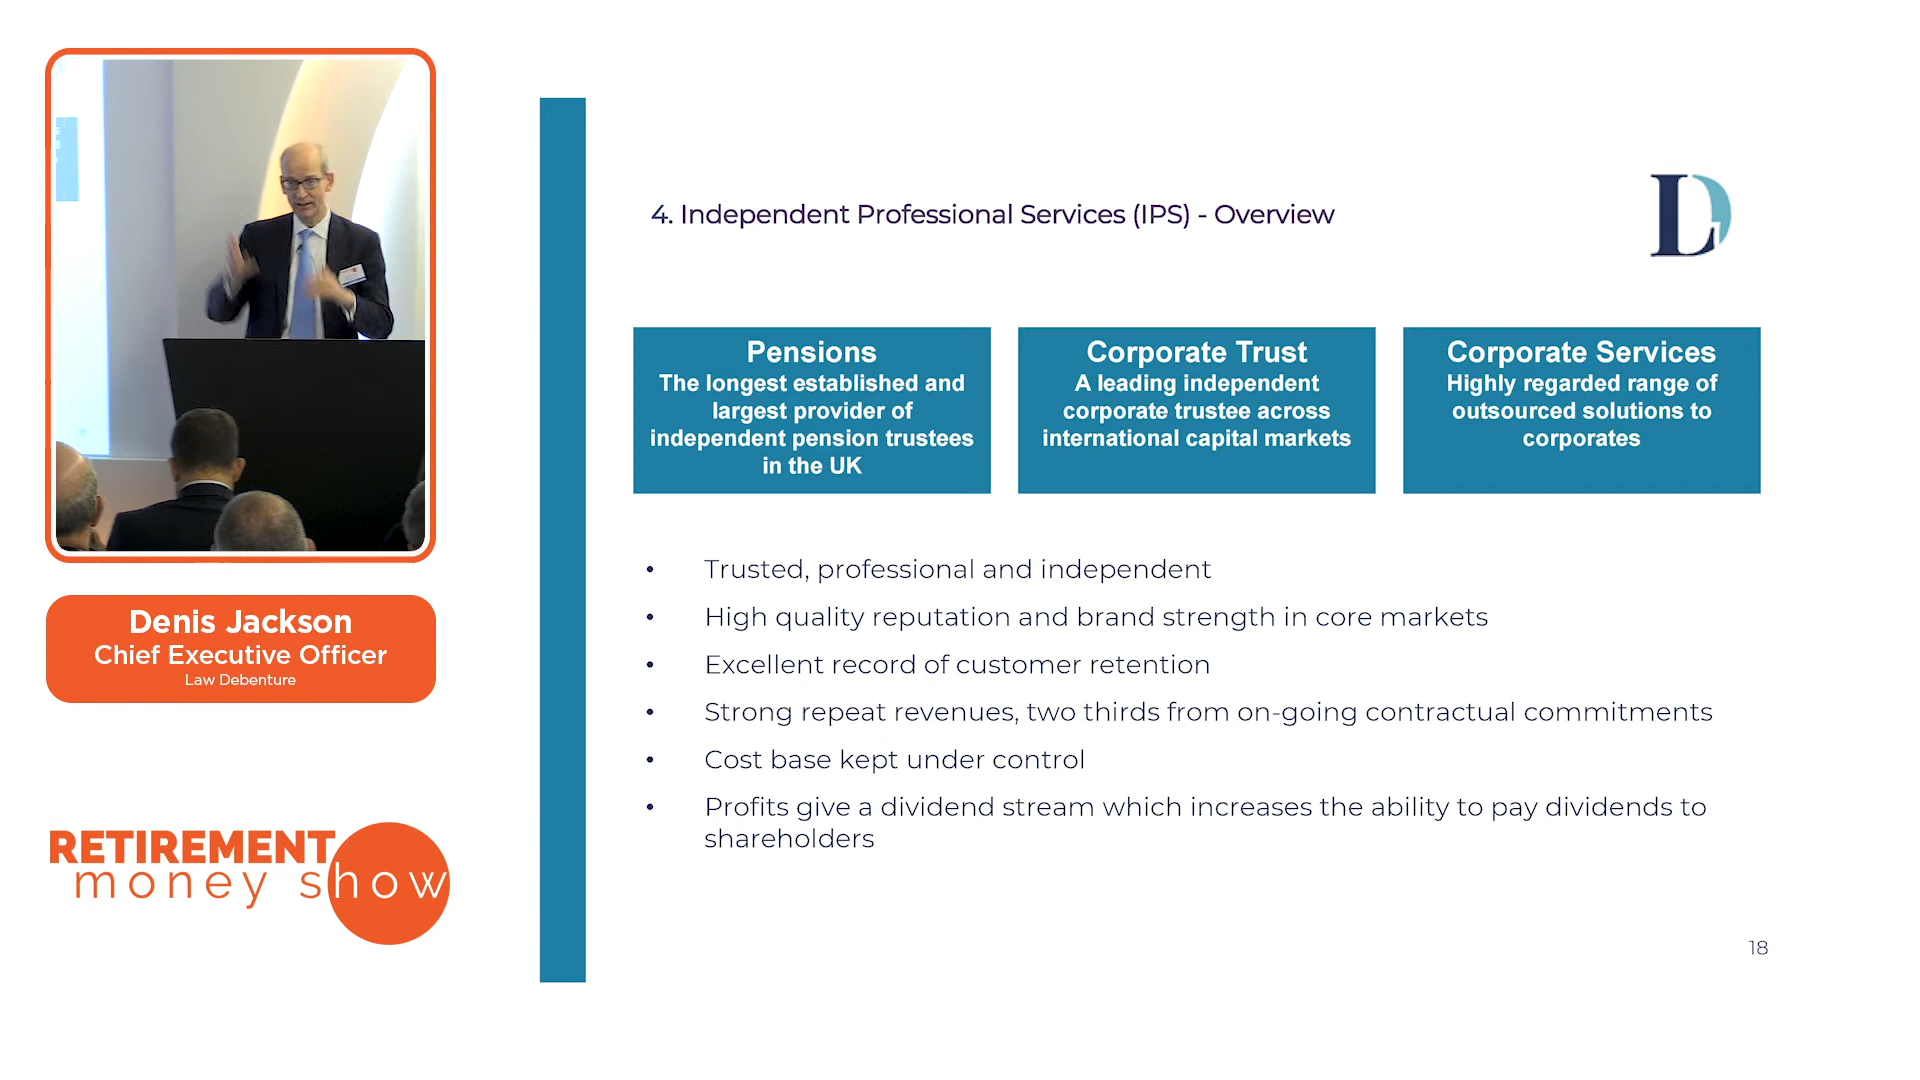 4. Independent Professional Services (IPS) - Overview
LD
Pensions
The longest established and
largest provider of
independent pension trustees
in the UK
Corporate Trust
A leading independent
corporate trustee across
international capital markets
Corporate Services
Highly regarded range of
outsourced solutions to
corporates
• Trusted, professional and independent
• High quality reputation and brand strength in core markets
• Excellent record of customer retention
• Strong repeat revenues, two thirds from on-going contractual commitments
• Cost base kept under control
• Profits give a dividend stream which increases the ability to pay dividends to
shareholders
18
Denis Jackson
Chief Executive Officer
Law Debenture
RETIREMENT
money show